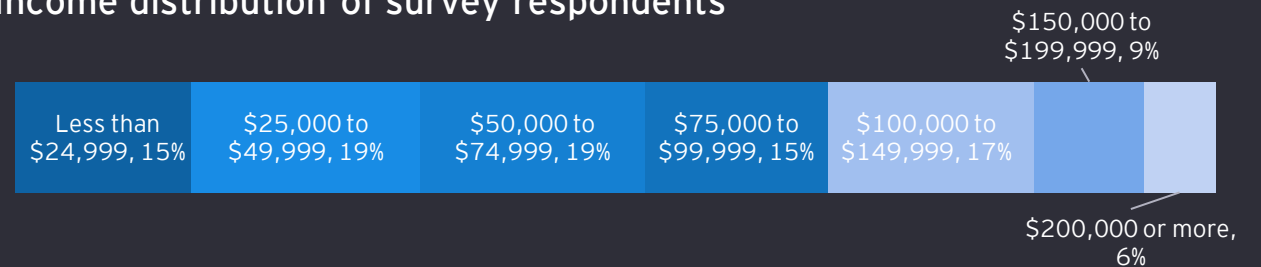 Income distribution of survey respondents
$150,000 to
$199,999, 9%
Less than
$24,999, 15%
$25,000 to
$49,999, 19%
$50,000 to
$74,999, 19%
$75,000 to
$99,999, 15%
$100,000 to
$149,999, 17%
$200,000 or more,
6%